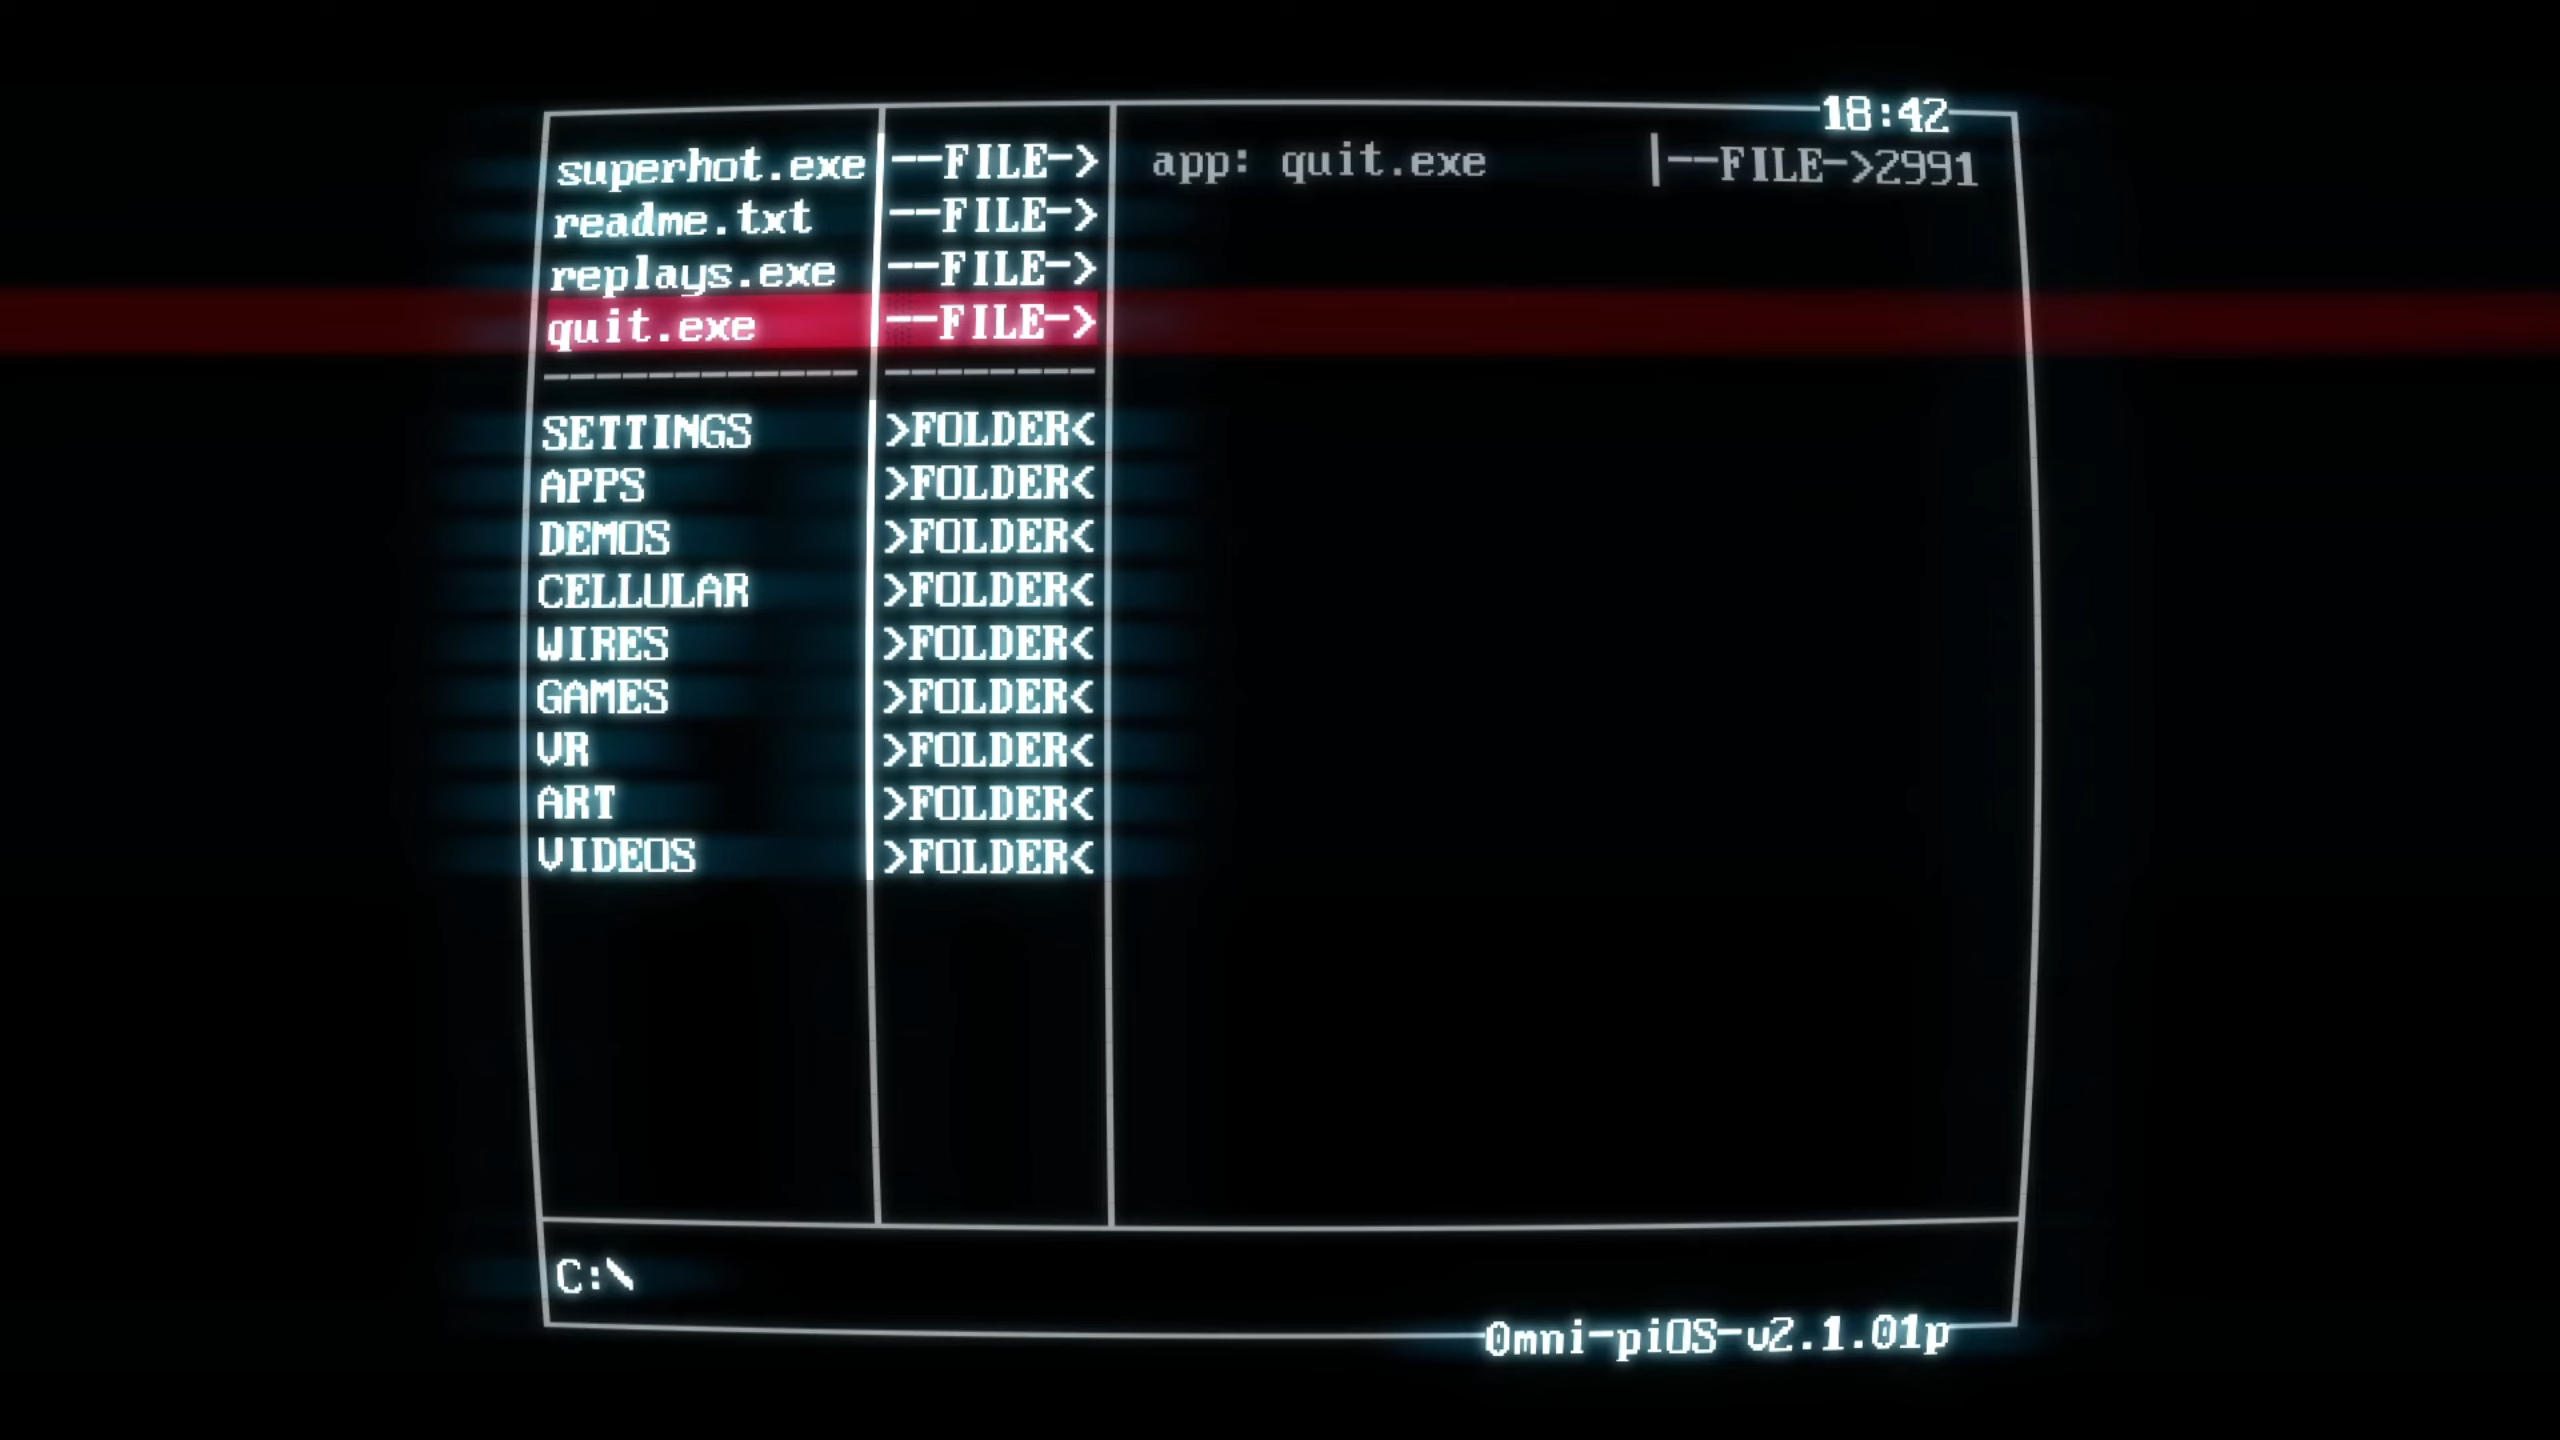 18:42
superhot.exe --FILE->
readme.txt --FILE->
replays.exe --FILE->
quit.exe --FILE->
------------ --------
SETTINGS >FOLDER<
APPS >FOLDER<
DEMOS >FOLDER<
CELLULAR >FOLDER<
WIRES >FOLDER<
GAMES >FOLDER<
VR >FOLDER<
ART >FOLDER<
VIDEOS >FOLDER<
app: quit.exe |--FILE->2991
C:\
0mni-piOS-v2.1.01p